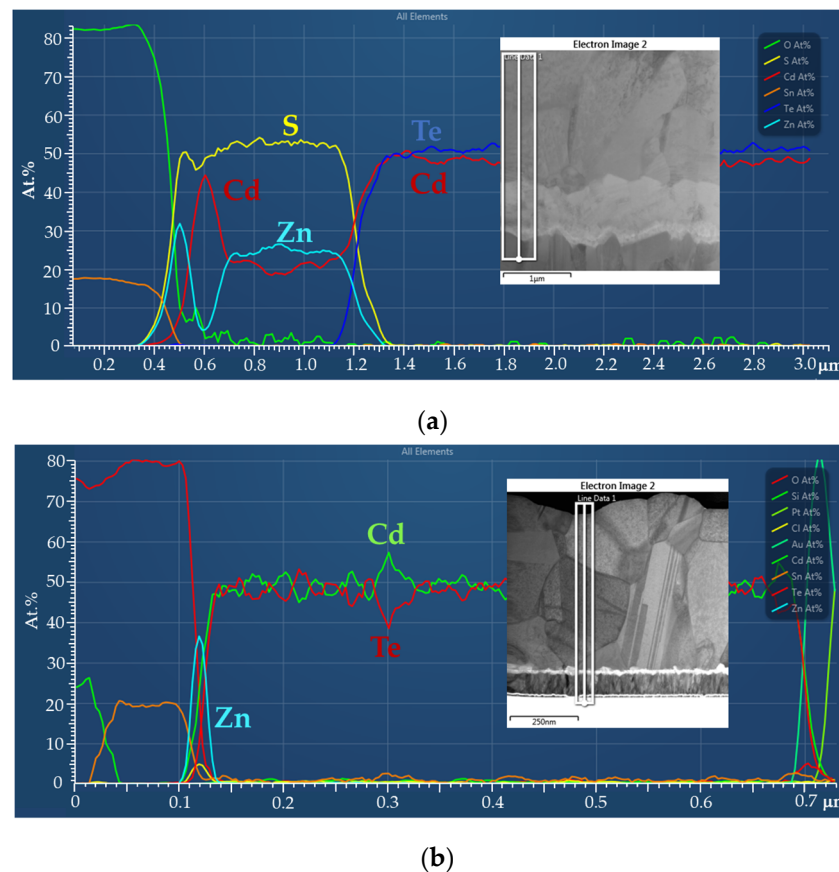 All Elements
80
70
60
50
40
30
20
10
0
At.%
0.2
0.4
0.6
0.8
1.0
1.2
1.4
1.6
1.8
2.0
2.2
2.4
2.6
2.8
3.0
μm
S
Cd
Zn
Te
Cd
Electron Image 2
Line Data 1
1μm
O At%
S At%
Cd At%
Sn At%
Te At%
Zn At%
(a)
All Elements
80
70
60
50
40
30
20
10
0
At.%
0
0.1
0.2
0.3
0.4
0.5
0.6
0.7
μm
Zn
Cd
Te
Electron Image 2
Line Data 1
250nm
O At%
Si At%
Pt At%
Cl At%
Au At%
Cd At%
Sn At%
Te At%
Zn At%
(b)